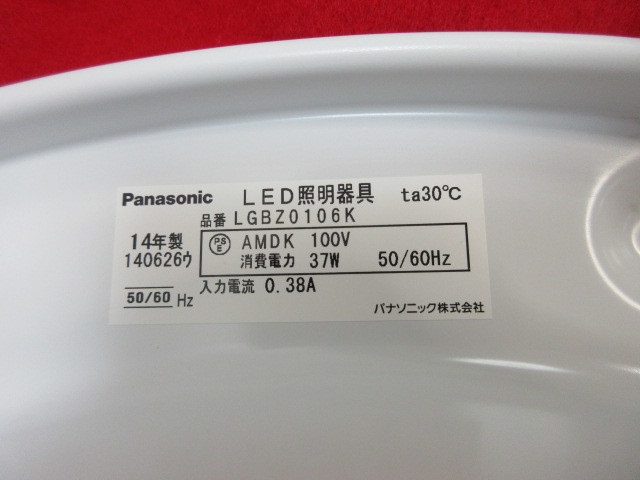 Panasonic LED照明器具 ta30℃
品番 LGBZ0106K
14年製
140626ウ
PSE AMDK 100V
消費電力 37W 50/60Hz
50/60 Hz
入力電流 0.38A
パナソニック株式会社